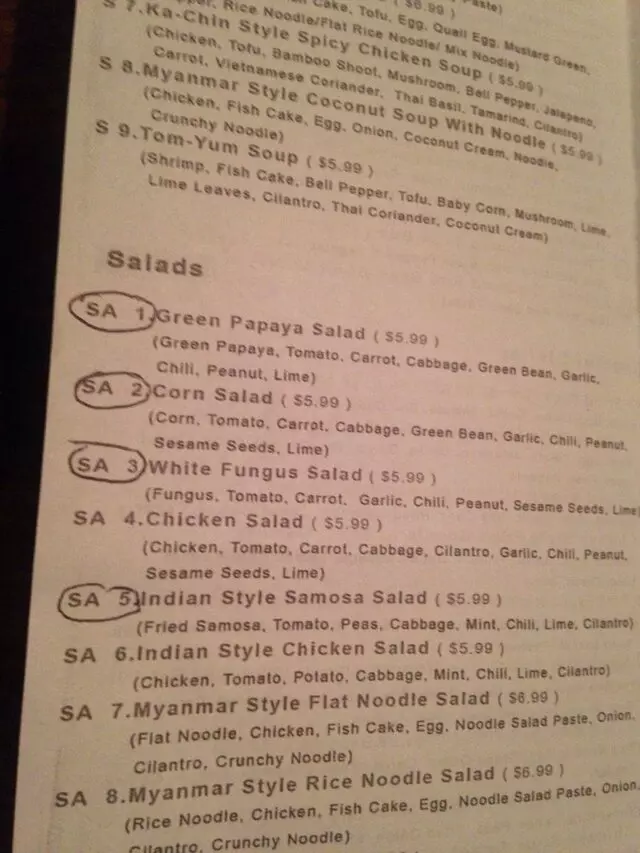 Cake, Tofu, Egg, Quail Egg, Mustard Green,
Rice Noodle/Flat Rice Noodle/ Mix Noodle)
S 7.Ka-Chin Style Spicy Chicken Soup ( $5.99 )
(Chicken, Tofu, Bamboo Shoot, Mushroom, Bell Pepper, Jalapeno,
Carrot, Vietnamese Coriander, Thai Basil, Tamarind, Cilantro)
S 8.Myanmar Style Coconut Soup With Noodle ( $5.99 )
(Chicken, Fish Cake, Egg, Onion, Coconut Cream, Noodle,
Crunchy Noodle)
S 9.Tom-Yum Soup ( $5.99 )
(Shrimp, Fish Cake, Bell Pepper, Tofu, Baby Corn, Mushroom, Lime,
Lime Leaves, Cilantro, Thai Coriander, Coconut Cream)
Salads
SA 1.Green Papaya Salad ( $5.99 )
(Green Papaya, Tomato, Carrot, Cabbage, Green Bean, Garlic,
Chili, Peanut, Lime)
SA 2.Corn Salad ( $5.99 )
(Corn, Tomato, Carrot, Cabbage, Green Bean, Garlic, Chili, Peanut,
Sesame Seeds, Lime)
SA 3.White Fungus Salad ( $5.99 )
(Fungus, Tomato, Carrot, Garlic, Chili, Peanut, Sesame Seeds, Lime)
SA 4.Chicken Salad ( $5.99 )
(Chicken, Tomato, Carrot, Cabbage, Cilantro, Garlic, Chili, Peanut,
Sesame Seeds, Lime)
SA 5.Indian Style Samosa Salad ( $5.99 )
(Fried Samosa, Tomato, Peas, Cabbage, Mint, Chili, Lime, Cilantro)
SA 6.Indian Style Chicken Salad ( $5.99 )
(Chicken, Tomato, Potato, Cabbage, Mint, Chili, Lime, Cilantro)
SA 7.Myanmar Style Flat Noodle Salad ( $6.99 )
(Flat Noodle, Chicken, Fish Cake, Egg, Noodle Salad Paste, Onion,
Cilantro, Crunchy Noodle)
SA 8.Myanmar Style Rice Noodle Salad ( $6.99 )
(Rice Noodle, Chicken, Fish Cake, Egg, Noodle Salad Paste, Onion,
Cilantro, Crunchy Noodle)